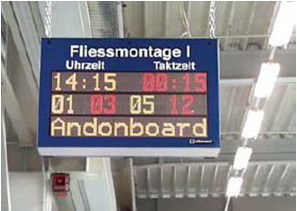 Fliessmontage I
Uhrzeit Taktzeit
14:15 00:15
01 03 05 12
Andonboard